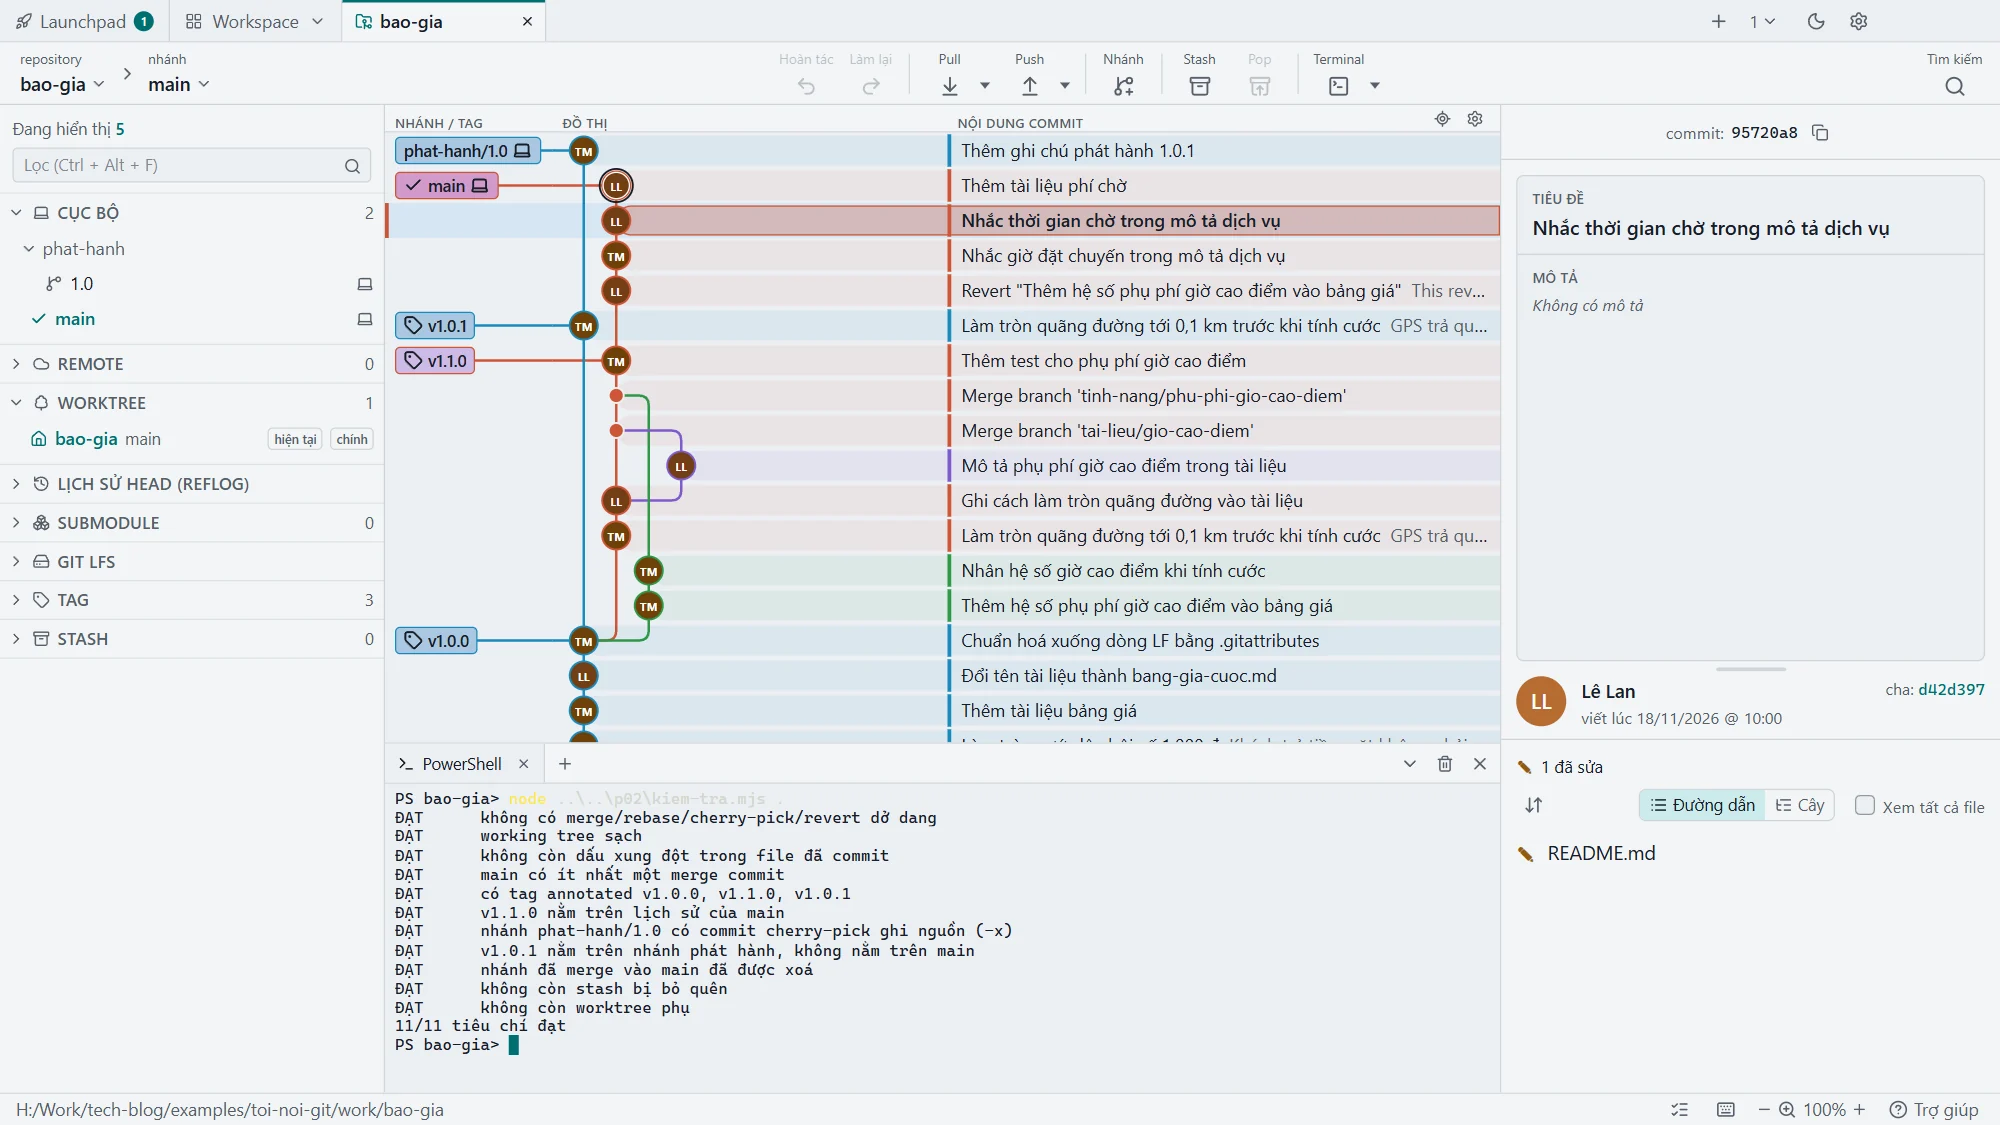 Launchpad 1
Workspace
bao-gia
1
repository
bao-gia
nhánh
main
Hoàn tác
Làm lại
Pull
Push
Nhánh
Stash
Pop
Terminal
Tìm kiếm
Đang hiển thị 5
Lọc (Ctrl + Alt + F)
CỤC BỘ 2
phat-hanh
1.0
main
REMOTE 0
WORKTREE 1
bao-gia main hiện tại chính
LỊCH SỬ HEAD (REFLOG)
SUBMODULE 0
GIT LFS
TAG 3
STASH 0
NHÁNH / TAG ĐỒ THỊ NỘI DUNG COMMIT
phat-hanh/1.0 TM Thêm ghi chú phát hành 1.0.1
main LL Thêm tài liệu phí chờ
LL Nhắc thời gian chờ trong mô tả dịch vụ
TM Nhắc giờ đặt chuyến trong mô tả dịch vụ
LL Revert "Thêm hệ số phụ phí giờ cao điểm vào bảng giá" This rev...
v1.0.1 TM Làm tròn quãng đường tới 0,1 km trước khi tính cước GPS trả qu...
v1.1.0 TM Thêm test cho phụ phí giờ cao điểm
Merge branch 'tinh-nang/phu-phi-gio-cao-diem'
Merge branch 'tai-lieu/gio-cao-diem'
LL Mô tả phụ phí giờ cao điểm trong tài liệu
LL Ghi cách làm tròn quãng đường vào tài liệu
TM Làm tròn quãng đường tới 0,1 km trước khi tính cước GPS trả qu...
TM Nhân hệ số giờ cao điểm khi tính cước
TM Thêm hệ số phụ phí giờ cao điểm vào bảng giá
v1.0.0 TM Chuẩn hoá xuống dòng LF bằng .gitattributes
LL Đổi tên tài liệu thành bang-gia-cuoc.md
TM Thêm tài liệu bảng giá
PowerShell
PS bao-gia> node ..\..\p02\kiem-tra.mjs .
ĐẠT không có merge/rebase/cherry-pick/revert dở dang
ĐẠT working tree sạch
ĐẠT không còn dấu xung đột trong file đã commit
ĐẠT main có ít nhất một merge commit
ĐẠT có tag annotated v1.0.0, v1.1.0, v1.0.1
ĐẠT v1.1.0 nằm trên lịch sử của main
ĐẠT nhánh phat-hanh/1.0 có commit cherry-pick ghi nguồn (-x)
ĐẠT v1.0.1 nằm trên nhánh phát hành, không nằm trên main
ĐẠT nhánh đã merge vào main đã được xoá
ĐẠT không còn stash bị bỏ quên
ĐẠT không còn worktree phụ
11/11 tiêu chí đạt
PS bao-gia>
commit: 95720a8
TIÊU ĐỀ
Nhắc thời gian chờ trong mô tả dịch vụ
MÔ TẢ
Không có mô tả
LL Lê Lan
cha: d42d397
viết lúc 18/11/2026 @ 10:00
1 đã sửa
Đường dẫn Cây Xem tất cả file
README.md
H:/Work/tech-blog/examples/toi-noi-git/work/bao-gia
100%
Trợ giúp